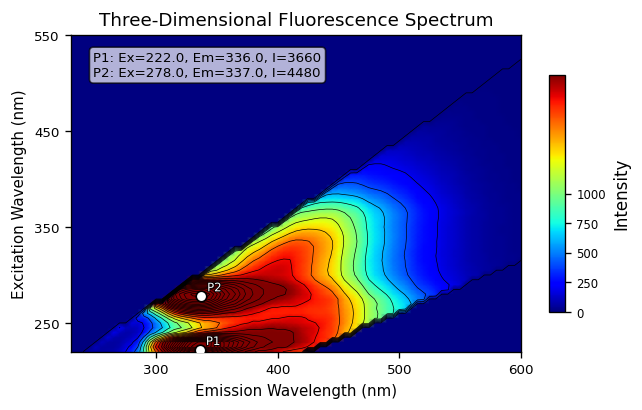 Three-Dimensional Fluorescence Spectrum
P1: Ex=222.0, Em=336.0, I=3660
P2: Ex=278.0, Em=337.0, I=4480
550
450
350
250
Excitation Wavelength (nm)
P2
P1
300
400
500
600
Emission Wavelength (nm)
1000
750
500
250
0
Intensity